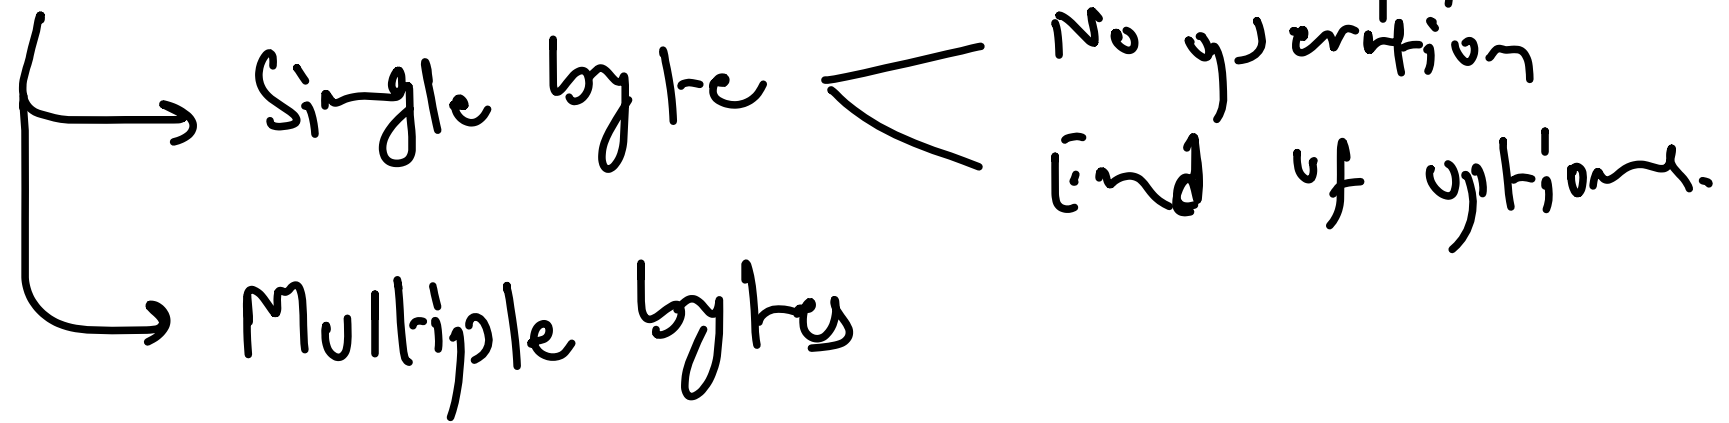 Single byte No operation
End of options.
Multiple bytes